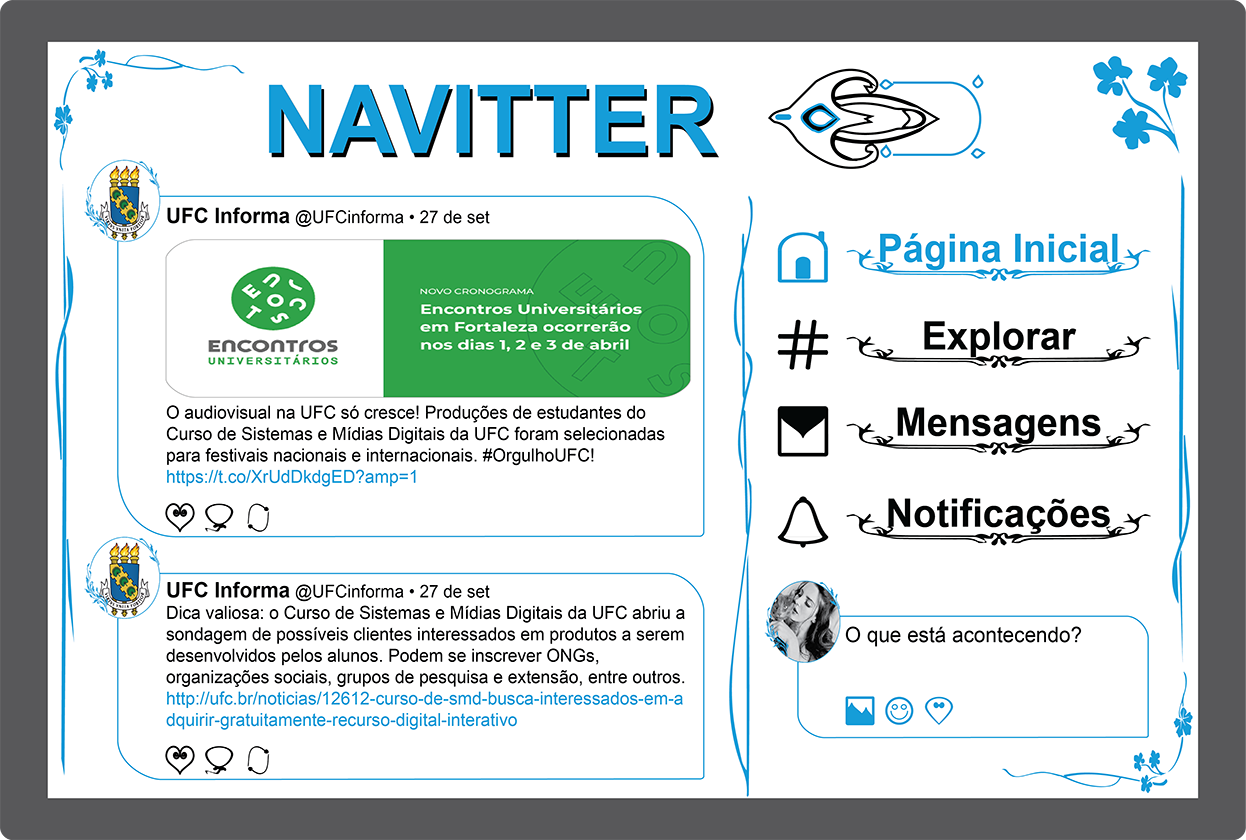 NAVITTER
UFC Informa @UFCinforma • 27 de set
ENCONTROS
UNIVERSITÁRIOS
NOVO CRONOGRAMA
Encontros Universitários
em Fortaleza ocorrerão
nos dias 1, 2 e 3 de abril
O audiovisual na UFC só cresce! Produções de estudantes do
Curso de Sistemas e Mídias Digitais da UFC foram selecionadas
para festivais nacionais e internacionais. #OrgulhoUFC!
https://t.co/XrUdDkdgED?amp=1
UFC Informa @UFCinforma • 27 de set
Dica valiosa: o Curso de Sistemas e Mídias Digitais da UFC abriu a
sondagem de possíveis clientes interessados em produtos a serem
desenvolvidos pelos alunos. Podem se inscrever ONGs,
organizações sociais, grupos de pesquisa e extensão, entre outros.
http://ufc.br/noticias/12612-curso-de-smd-busca-interessados-em-a
dquirir-gratuitamente-recurso-digital-interativo
Página Inicial
Explorar
Mensagens
Notificações
O que está acontecendo?